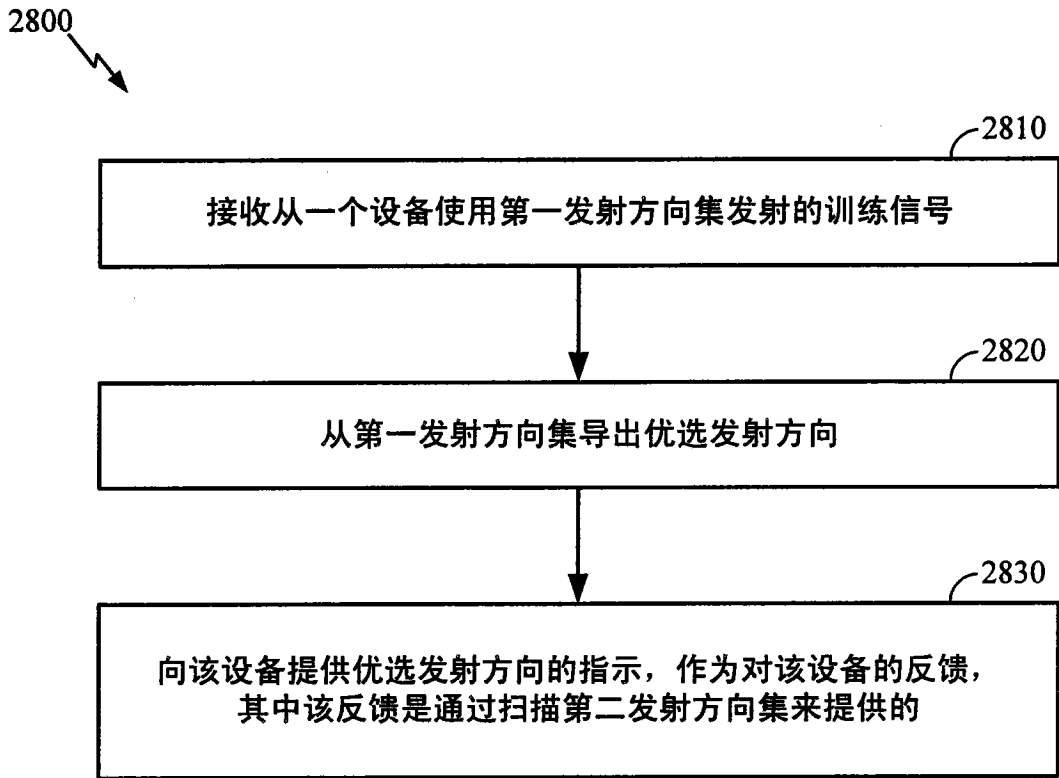 2800
2810
接收从一个设备使用第一发射方向集发射的训练信号
2820
从第一发射方向集导出优选发射方向
2830
向该设备提供优选发射方向的指示，作为对该设备的反馈，
其中该反馈是通过扫描第二发射方向集来提供的